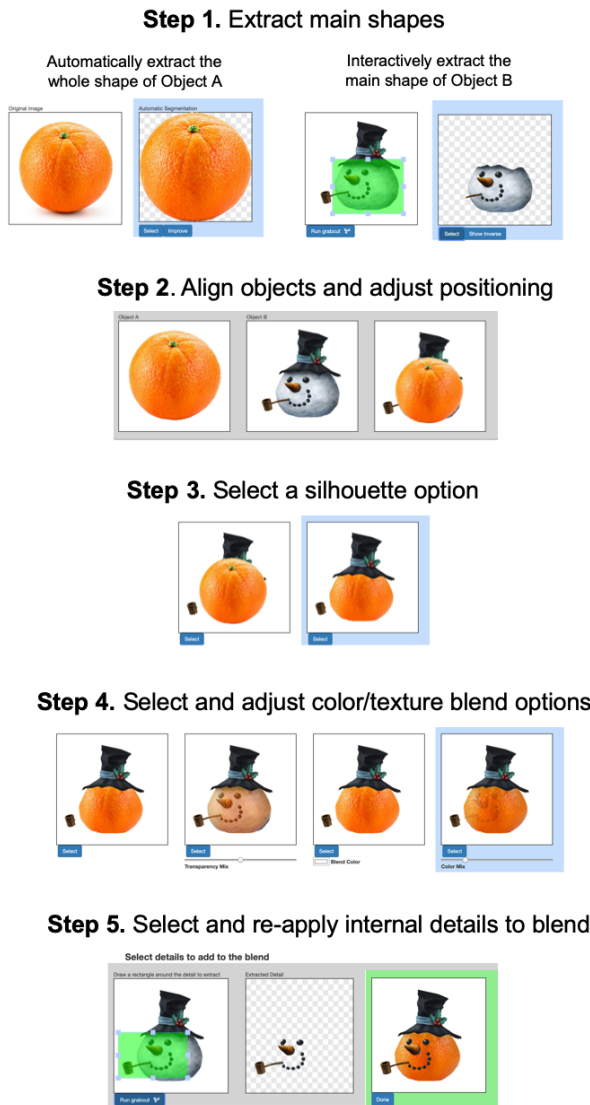 Step 1. Extract main shapes
Automatically extract the
whole shape of Object A
Interactively extract the
main shape of Object B
Original image
Automatic Segmentation
Select
Improve
Run grabcut
Select
Show Inverse
Step 2. Align objects and adjust positioning
Object A
Object B
Step 3. Select a silhouette option
Select
Select
Step 4. Select and adjust color/texture blend options
Select
Select
Select
Select
Transparency Mix
Blend Color
Color Mix
Step 5. Select and re-apply internal details to blend
Select details to add to the blend
Draw a rectangle around the detail to extract
Extracted Detail
Run grabcut
Done